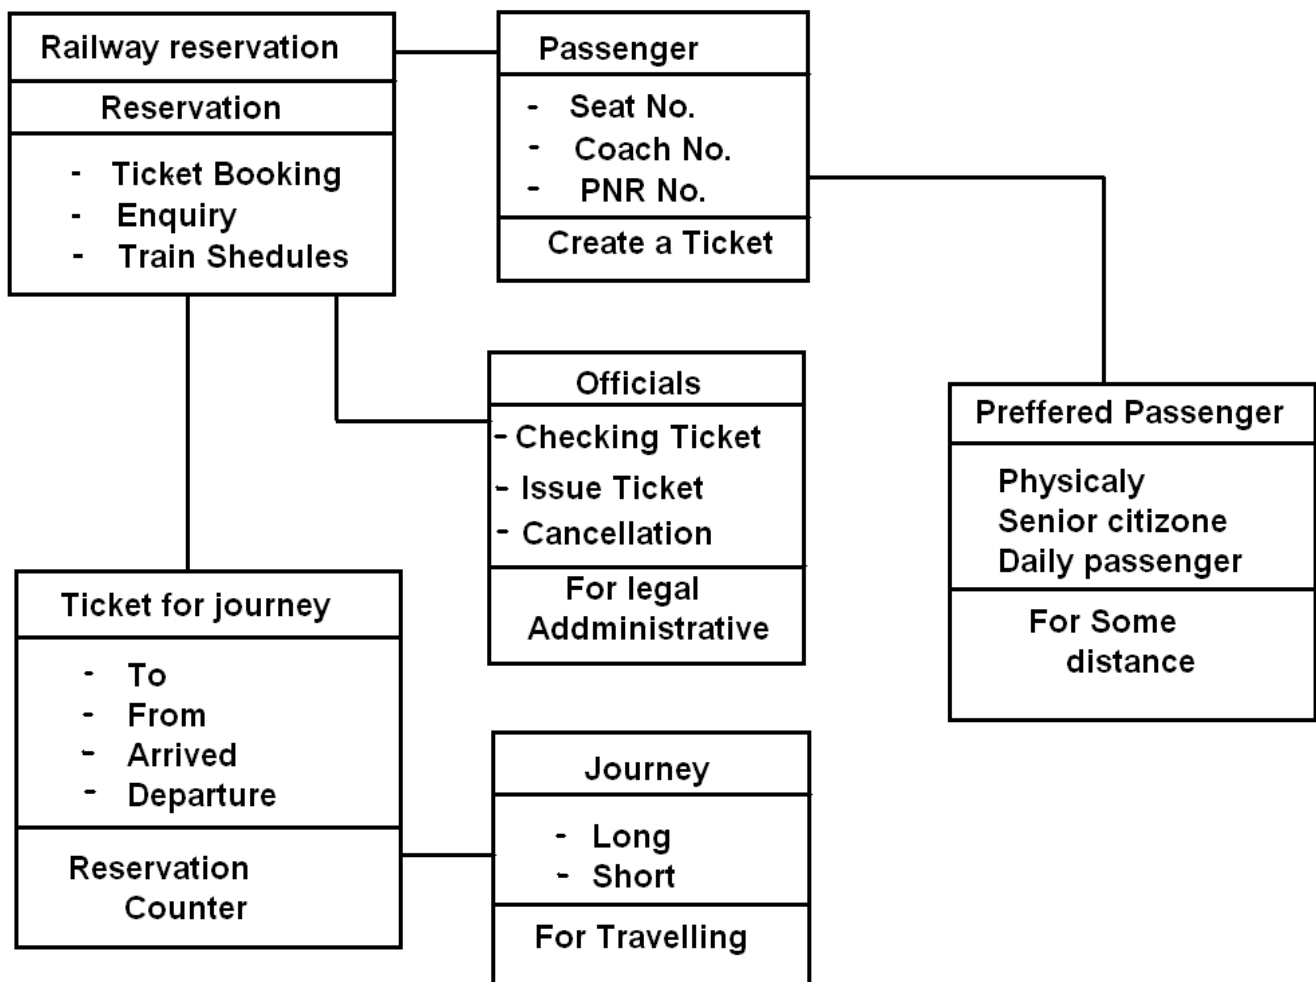 Railway reservation
Reservation
- Ticket Booking
- Enquiry
- Train Shedules
Passenger
- Seat No.
- Coach No.
- PNR No.
Create a Ticket
Officials
- Checking Ticket
- Issue Ticket
- Cancellation
For legal
Addministrative
Preffered Passenger
Physicaly
Senior citizone
Daily passenger
For Some
distance
Ticket for journey
- To
- From
- Arrived
- Departure
Reservation
Counter
Journey
- Long
- Short
For Travelling